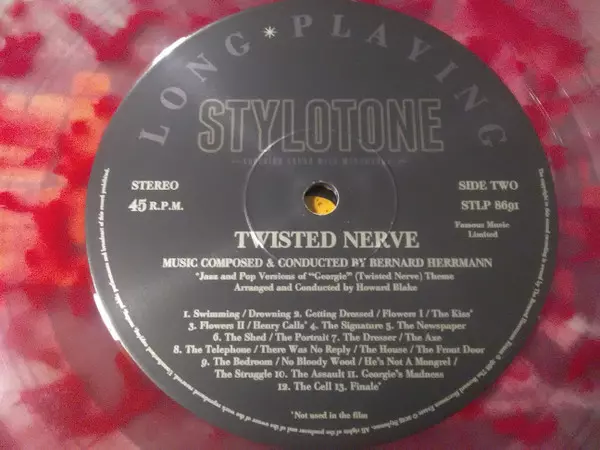 LONG * PLAYING
STYLOTONE
STEREO
SIDE TWO
45 R.P.M.
STLP 8691
Famous Music
Limited
TWISTED NERVE
MUSIC COMPOSED & CONDUCTED BY BERNARD HERRMANN
*Jazz and Pop Versions of "Georgie" (Twisted Nerve) Theme
Arranged and Conducted by Howard Blake
1. Swimming / Drowning 2. Getting Dressed / Flowers I / The Kiss*
3. Flowers II / Henry Calls* 4. The Signature 5. The Newspaper
6. The Shed / The Portrait 7. The Dresser / The Axe
8. The Telephone / There Was No Reply / The House / The Front Door
9. The Bedroom / No Bloody Wood / He's Not A Mongrel /
The Struggle 10. The Assault 11. Georgie's Madness
12. The Cell 13. Finale*
*Not used in the film